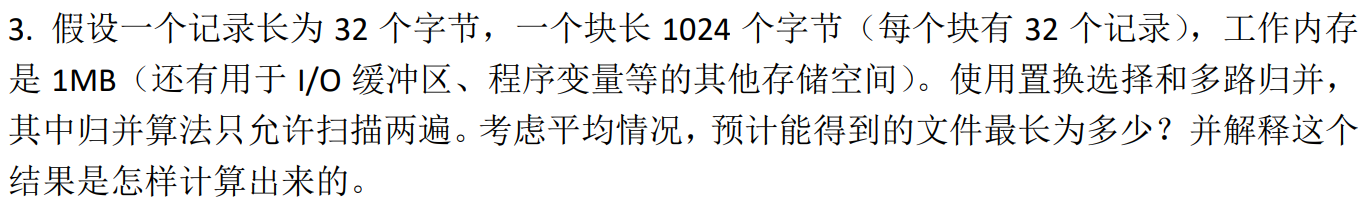 3. 假设一个记录长为 32 个字节，一个块长 1024 个字节（每个块有 32 个记录），工作内存
是 1MB（还有用于 I/O 缓冲区、程序变量等的其他存储空间）。使用置换选择和多路归并，
其中归并算法只允许扫描两遍。考虑平均情况，预计能得到的文件最长为多少？并解释这个
结果是怎样计算出来的。